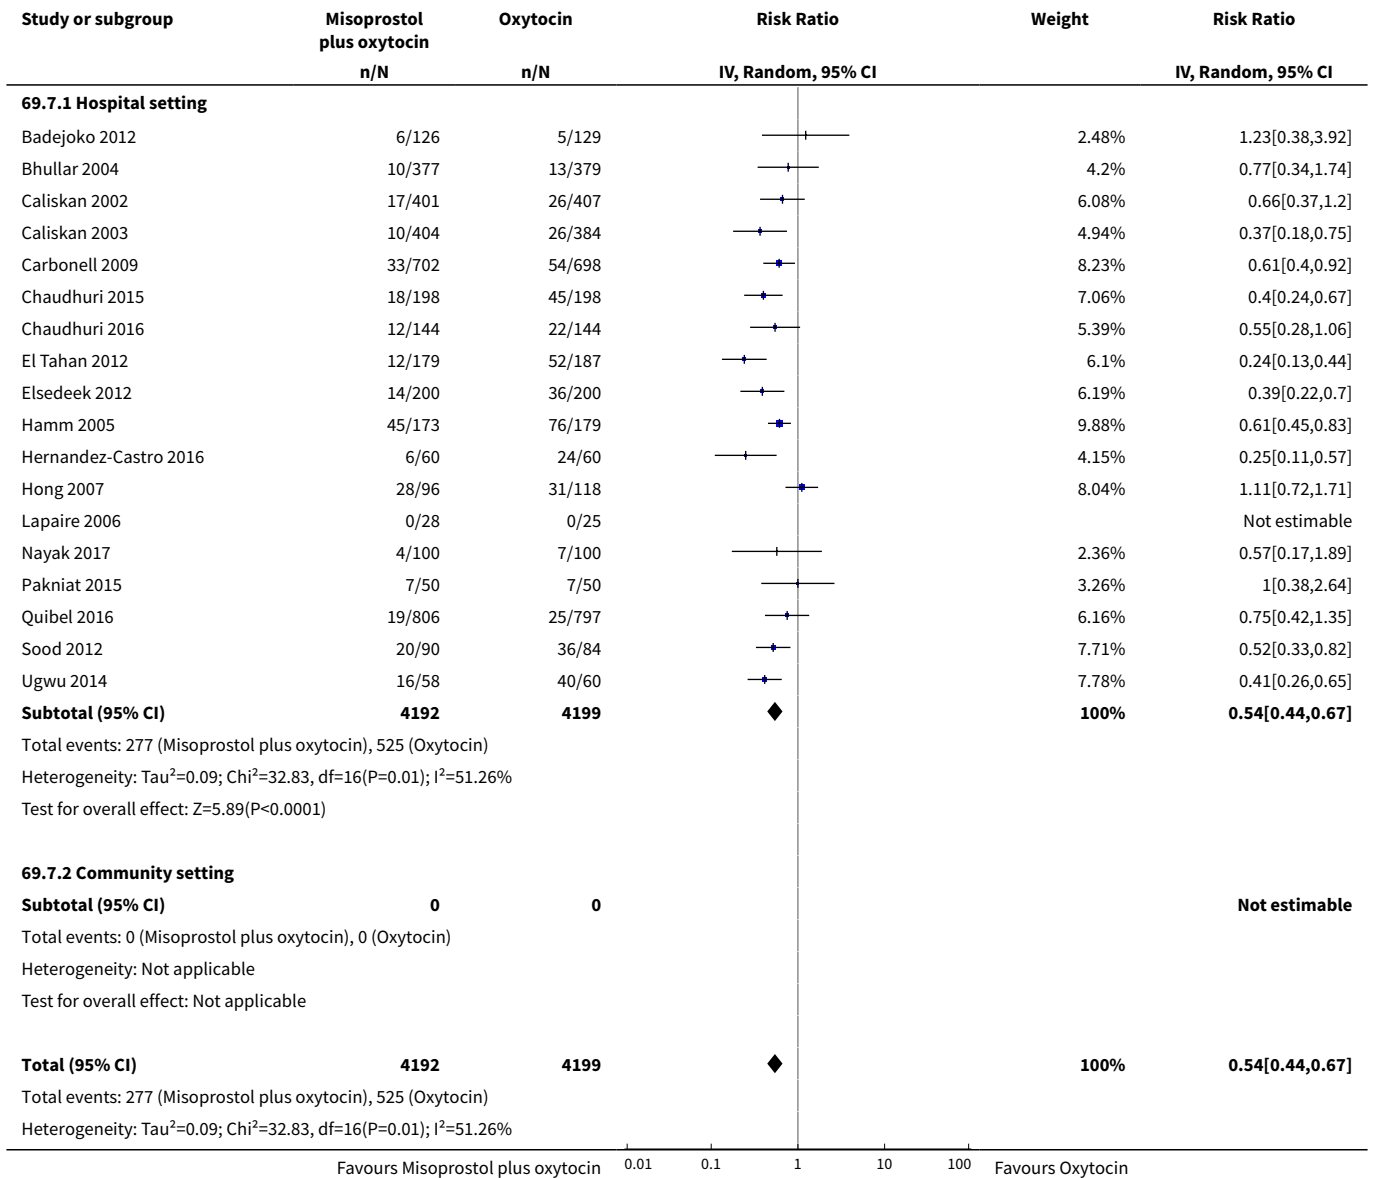 Study or subgroup Misoprostol plus oxytocin Oxytocin Risk Ratio Weight Risk Ratio
n/N n/N IV, Random, 95% CI IV, Random, 95% CI
69.7.1 Hospital setting
Badejoko 2012 6/126 5/129 2.48% 1.23[0.38,3.92]
Bhullar 2004 10/377 13/379 4.2% 0.77[0.34,1.74]
Caliskan 2002 17/401 26/407 6.08% 0.66[0.37,1.2]
Caliskan 2003 10/404 26/384 4.94% 0.37[0.18,0.75]
Carbonell 2009 33/702 54/698 8.23% 0.61[0.4,0.92]
Chaudhuri 2015 18/198 45/198 7.06% 0.4[0.24,0.67]
Chaudhuri 2016 12/144 22/144 5.39% 0.55[0.28,1.06]
El Tahan 2012 12/179 52/187 6.1% 0.24[0.13,0.44]
Elsedeek 2012 14/200 36/200 6.19% 0.39[0.22,0.7]
Hamm 2005 45/173 76/179 9.88% 0.61[0.45,0.83]
Hernandez-Castro 2016 6/60 24/60 4.15% 0.25[0.11,0.57]
Hong 2007 28/96 31/118 8.04% 1.11[0.72,1.71]
Lapaire 2006 0/28 0/25 Not estimable
Nayak 2017 4/100 7/100 2.36% 0.57[0.17,1.89]
Pakniat 2015 7/50 7/50 3.26% 1[0.38,2.64]
Quibel 2016 19/806 25/797 6.16% 0.75[0.42,1.35]
Sood 2012 20/90 36/84 7.71% 0.52[0.33,0.82]
Ugwu 2014 16/58 40/60 7.78% 0.41[0.26,0.65]
Subtotal (95% CI) 4192 4199 100% 0.54[0.44,0.67]
Total events: 277 (Misoprostol plus oxytocin), 525 (Oxytocin)
Heterogeneity: Tau²=0.09; Chi²=32.83, df=16(P=0.01); I²=51.26%
Test for overall effect: Z=5.89(P<0.0001)
69.7.2 Community setting
Subtotal (95% CI) 0 0 Not estimable
Total events: 0 (Misoprostol plus oxytocin), 0 (Oxytocin)
Heterogeneity: Not applicable
Test for overall effect: Not applicable
Total (95% CI) 4192 4199 100% 0.54[0.44,0.67]
Total events: 277 (Misoprostol plus oxytocin), 525 (Oxytocin)
Heterogeneity: Tau²=0.09; Chi²=32.83, df=16(P=0.01); I²=51.26%
Favours Misoprostol plus oxytocin 0.01 0.1 1 10 100 Favours Oxytocin